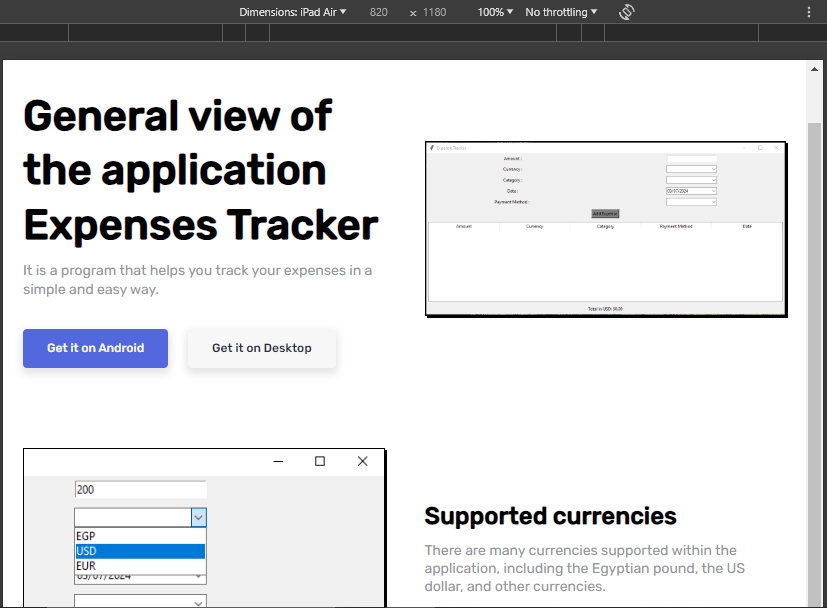 Dimensions: iPad Air
820
×
1180
100%
No throttling
General view of
the application
Expenses Tracker
It is a program that helps you track your expenses in a
simple and easy way.
Get it on Android
Get it on Desktop
Expense Tracker
Amount :
Currency :
Category :
Date :
03/07/2024
Payment Method :
Add Expense
Amount
Currency
Category
Payment Method
Date
Total in USD: $0.00
200
EGP
USD
EUR
03/07/2024
Supported currencies
There are many currencies supported within the
application, including the Egyptian pound, the US
dollar, and other currencies.